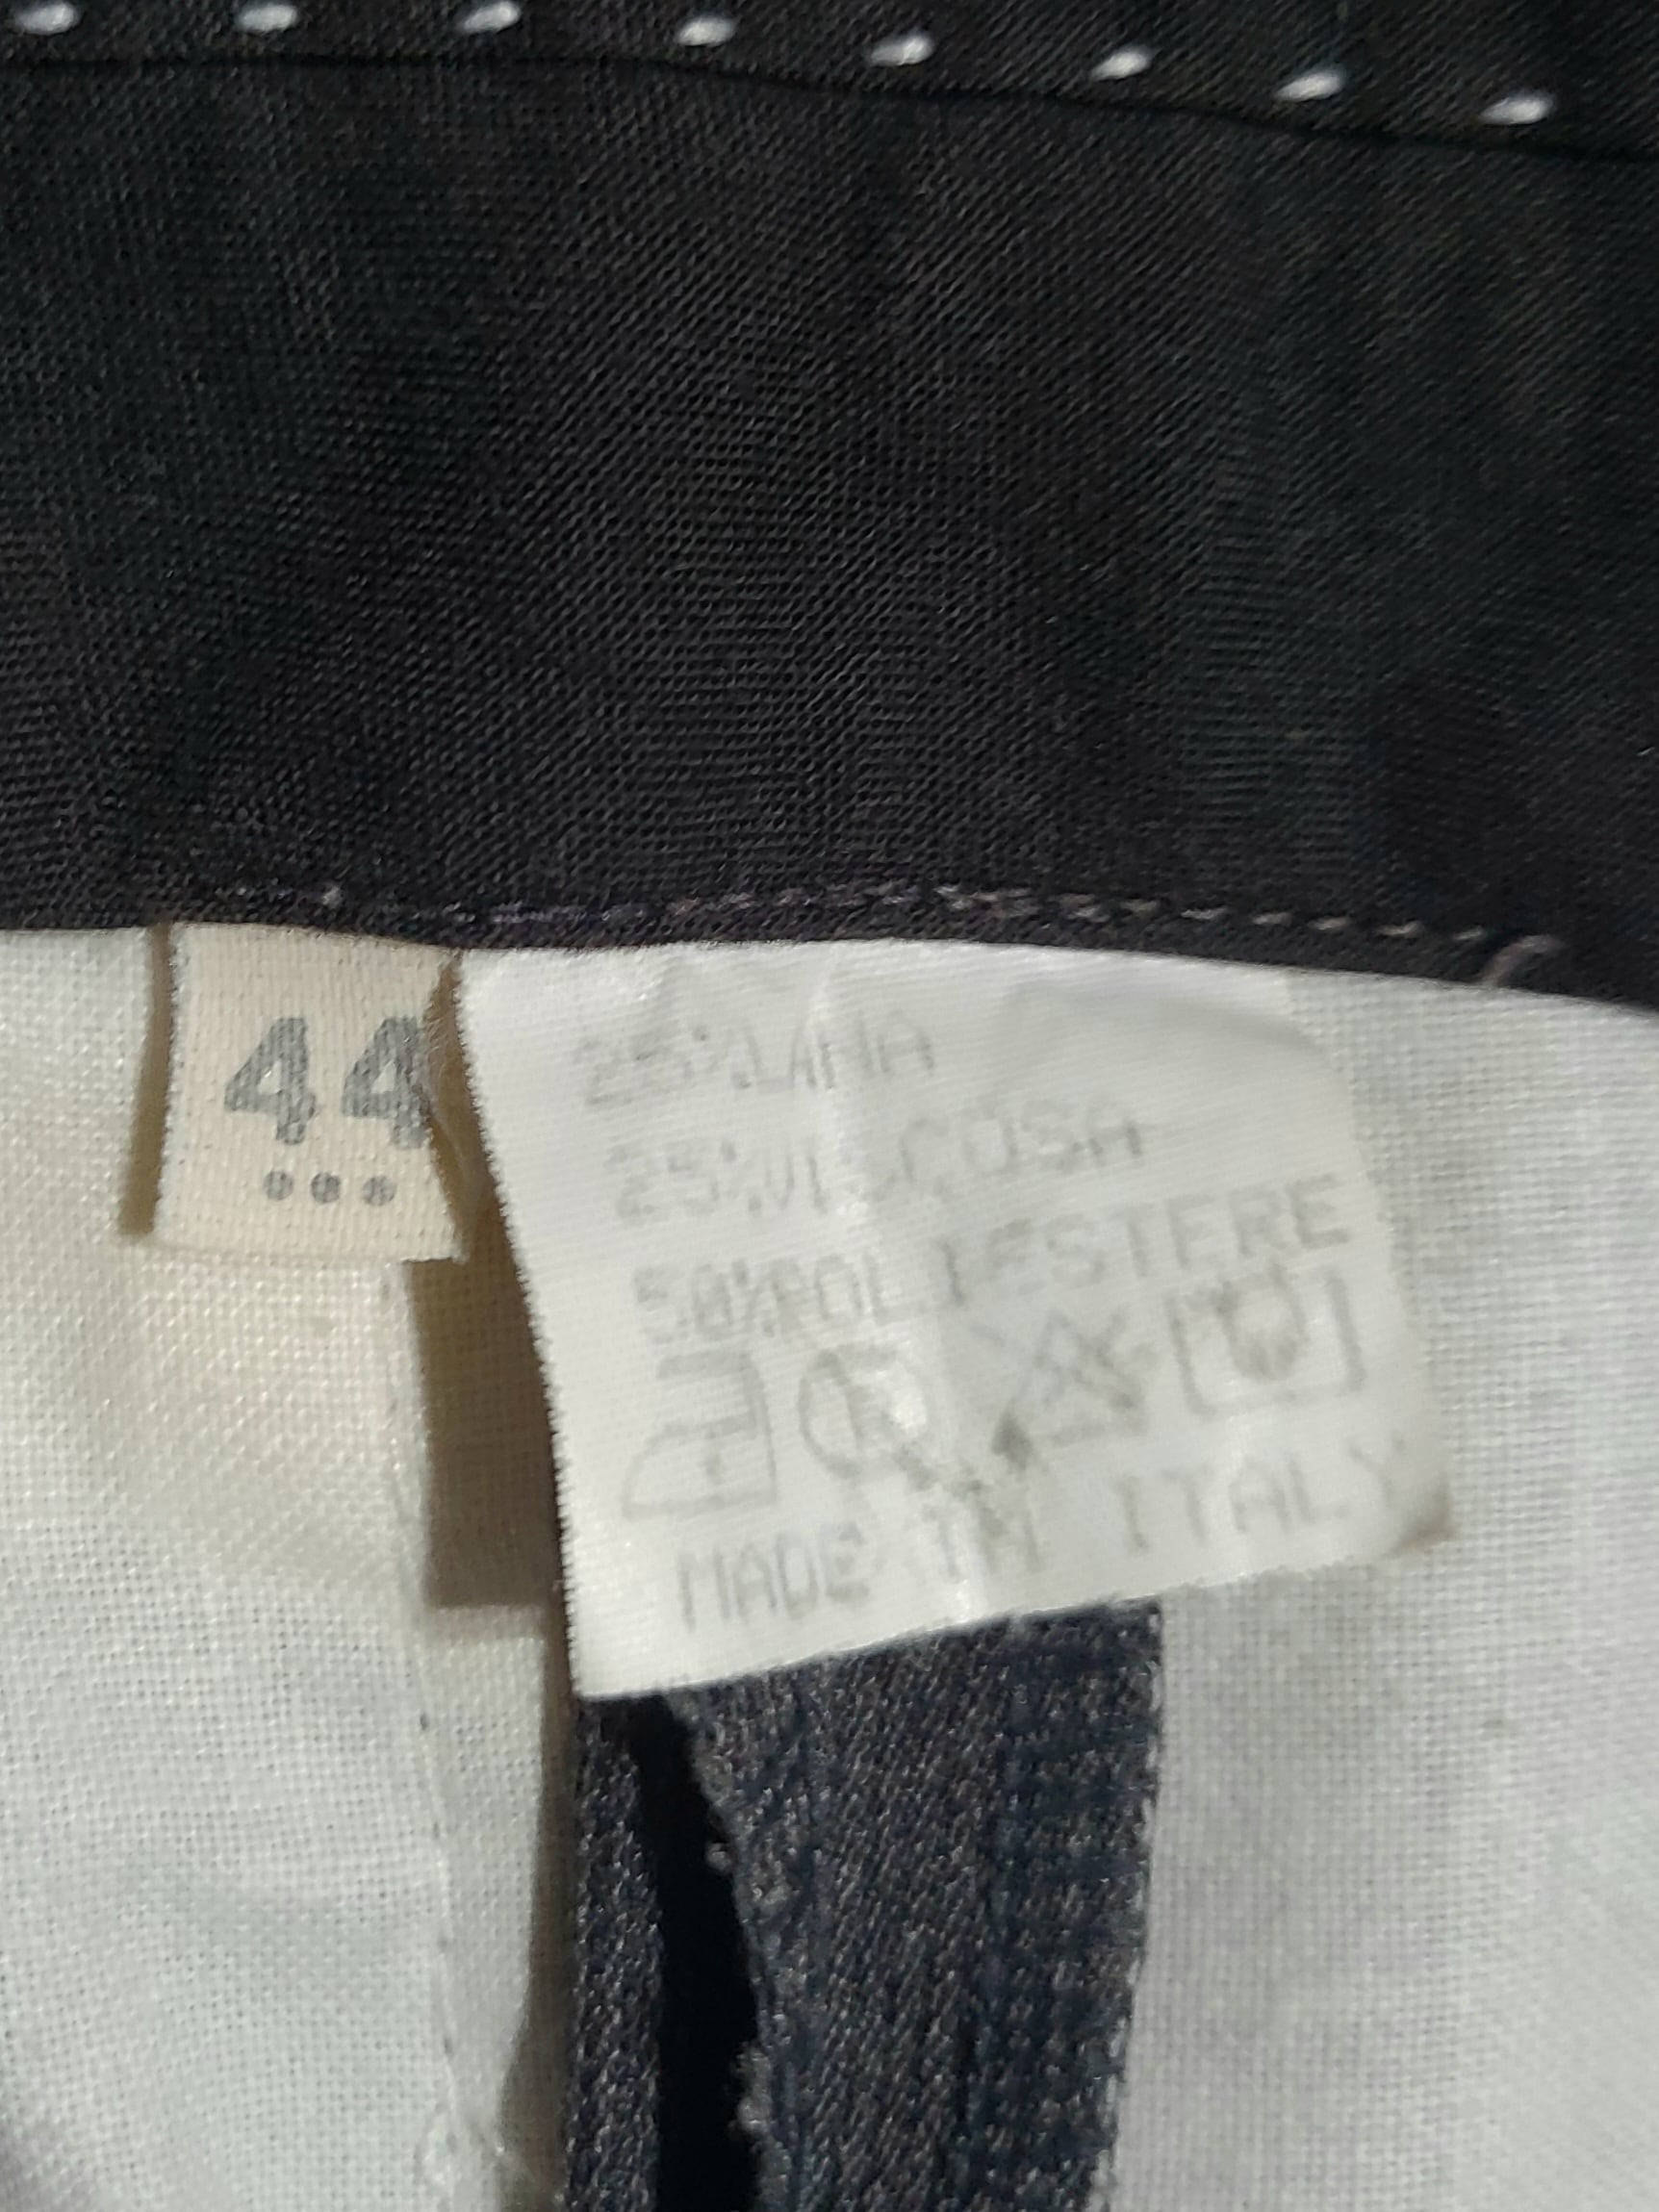 44
25%LANA
25%VISCOSA
50%POLIESTERE
MADE IN ITALY